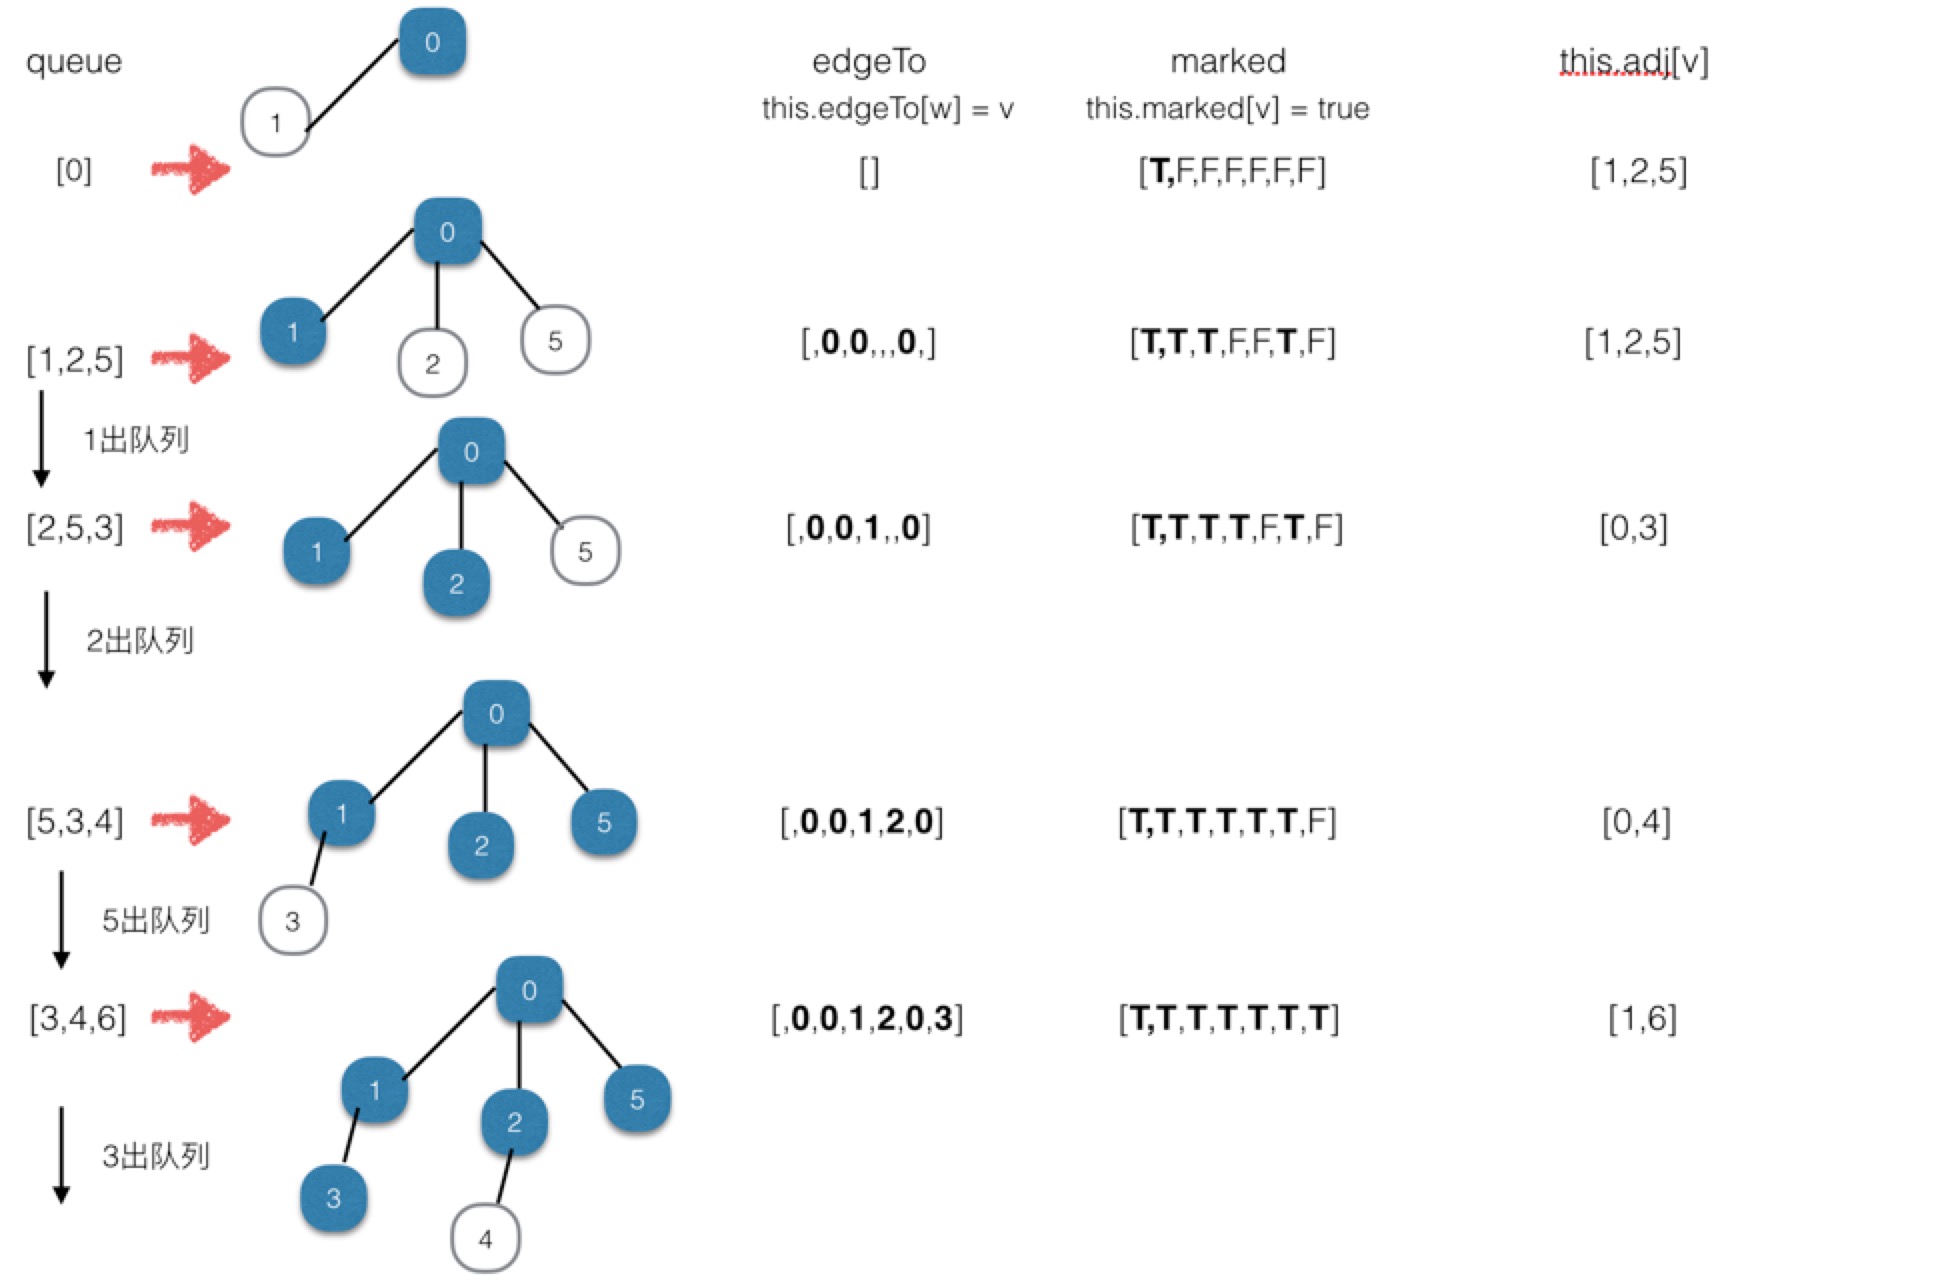 queue
0
1
edgeTo
this.edgeTo[w] = v
marked
this.marked[v] = true
this.adj[v]
[0]
[]
[T,F,F,F,F,F,F]
[1,2,5]
0
1
2
5
[1,2,5]
[,0,0,,,0,]
[T,T,T,F,F,T,F]
[1,2,5]
1出队列
0
1
2
5
[2,5,3]
[,0,0,1,,0]
[T,T,T,T,F,T,F]
[0,3]
2出队列
0
1
2
5
3
[5,3,4]
[,0,0,1,2,0]
[T,T,T,T,T,T,F]
[0,4]
5出队列
0
1
2
5
3
4
[3,4,6]
[,0,0,1,2,0,3]
[T,T,T,T,T,T,T]
[1,6]
3出队列